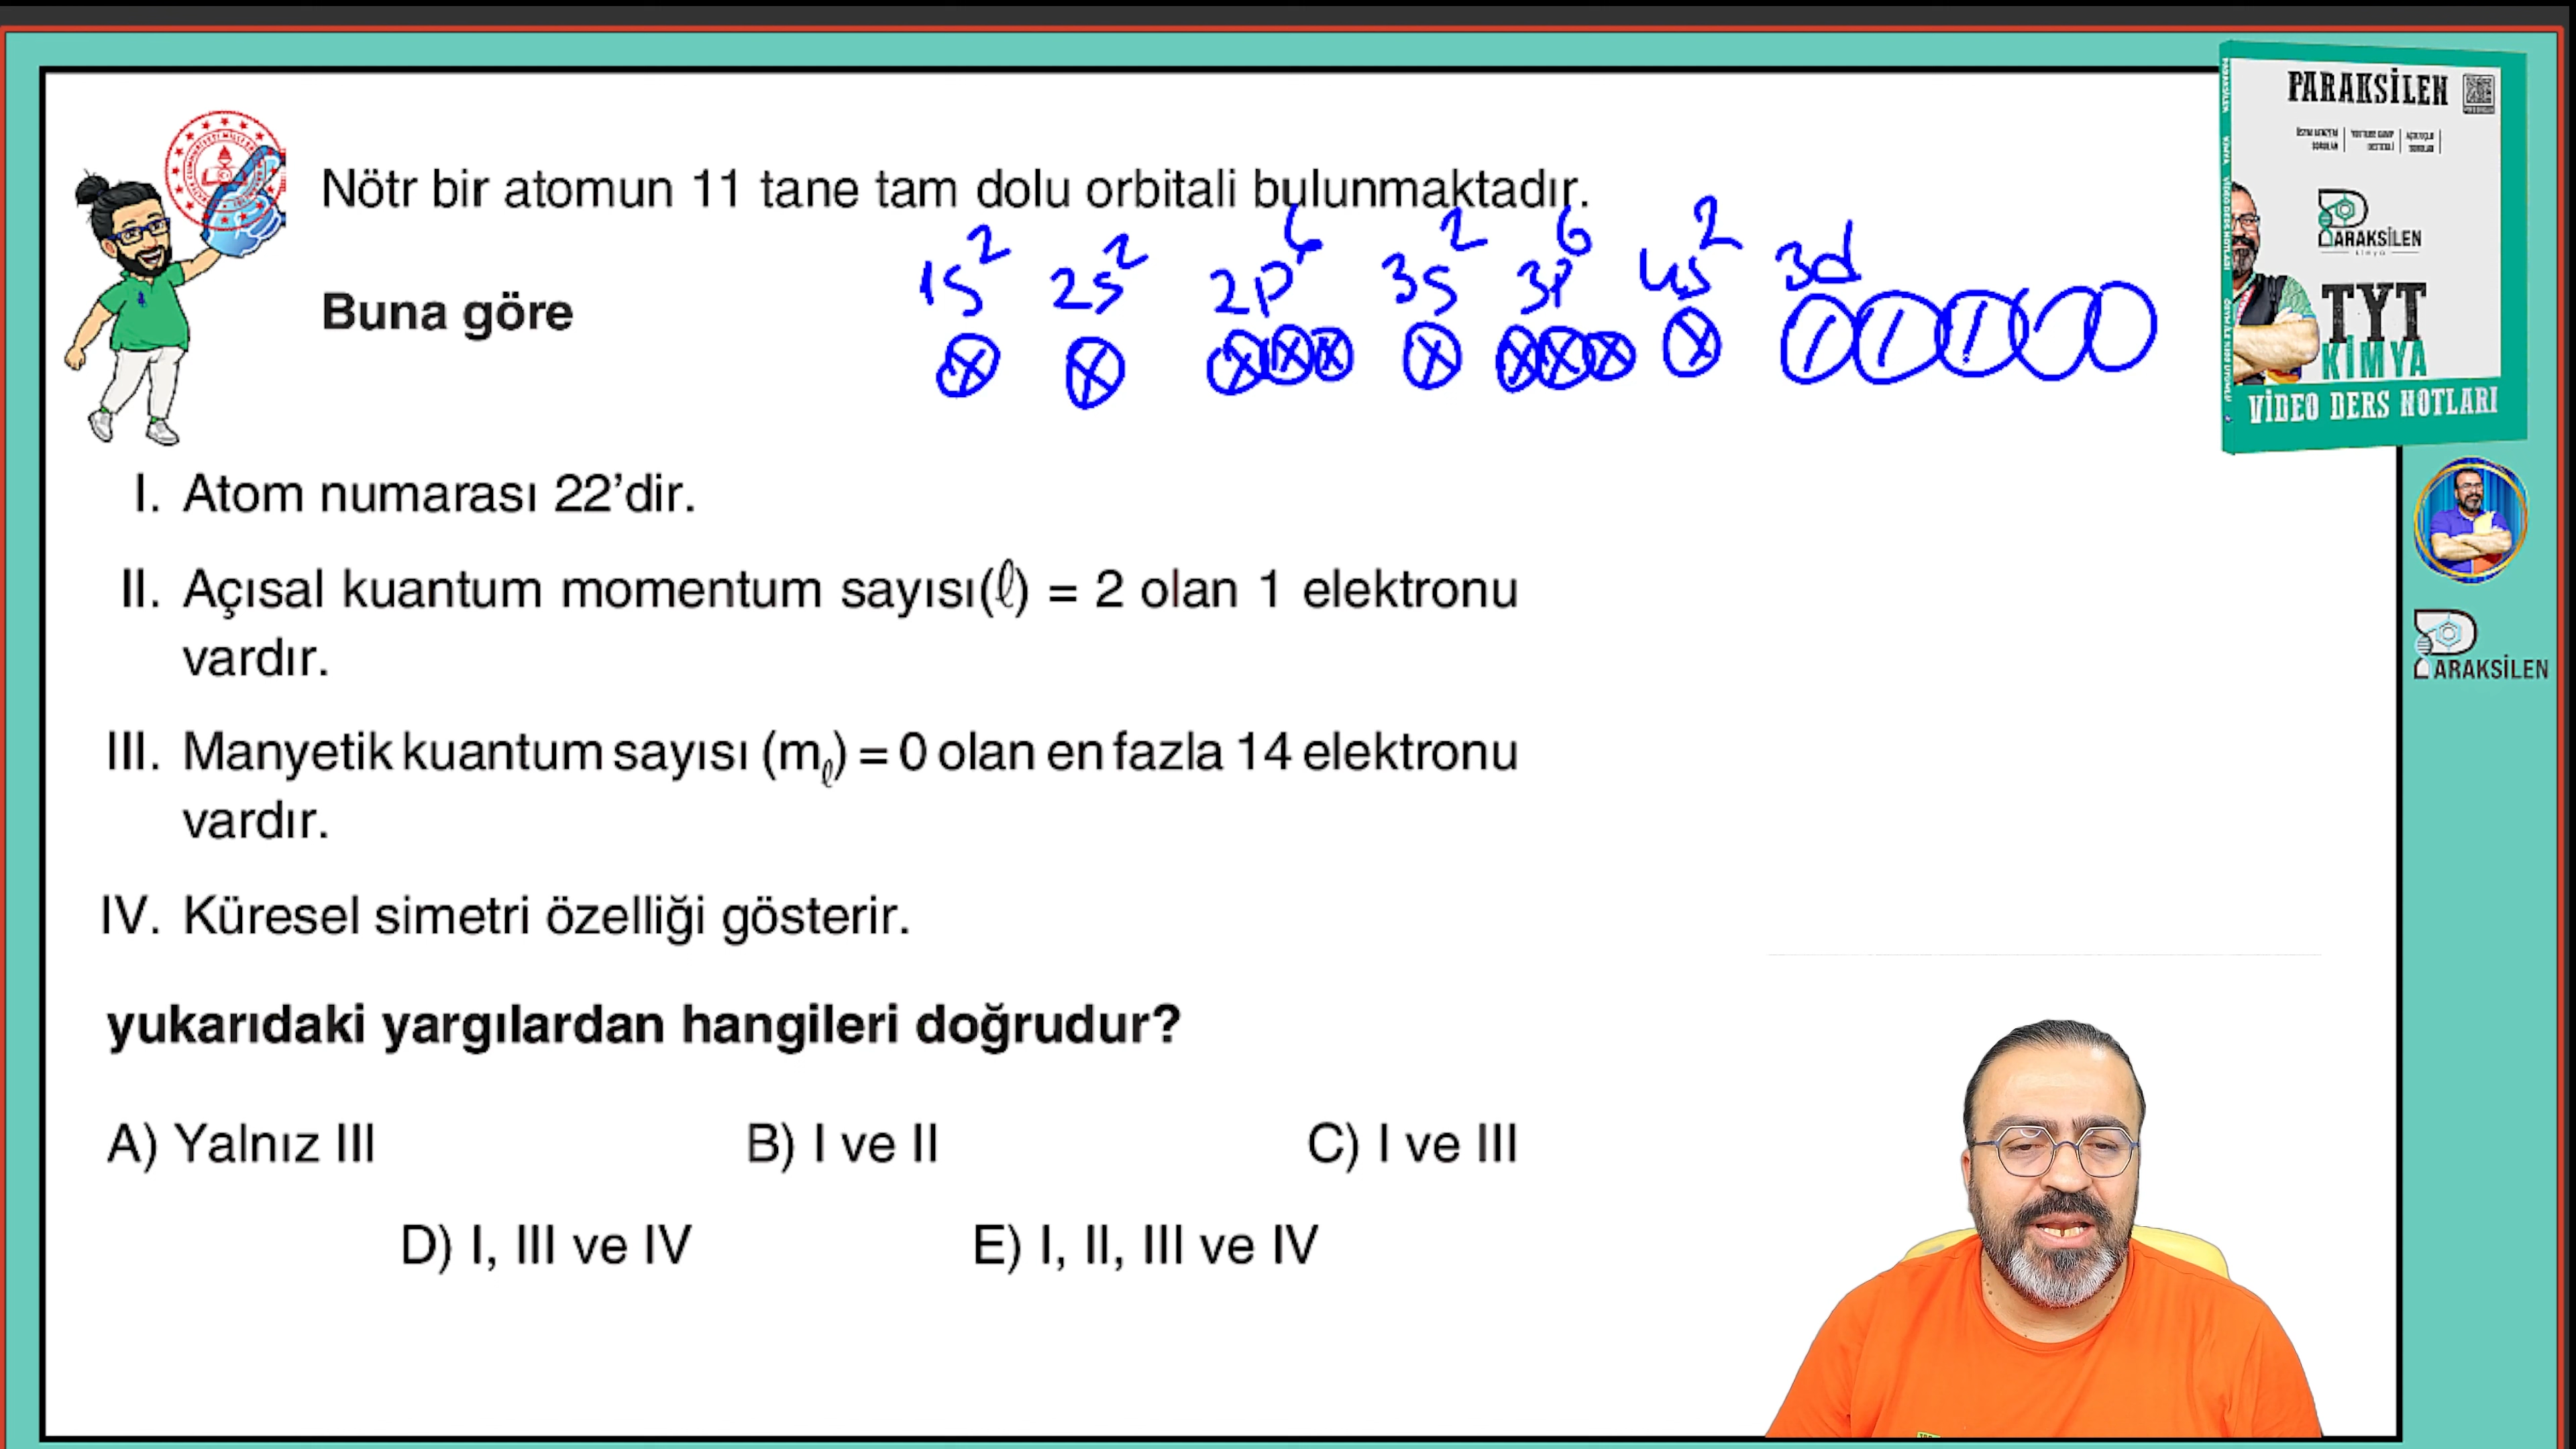 PARAKSİLEN
Nötr bir atomun 11 tane tam dolu orbitali bulunmaktadır.
1s² 2s² 2p⁶ 3s² 3p⁶ 4s² 3d
PARAKSİLEN
kimya
Buna göre
TYT
KİMYA
VİDEO DERS NOTLARI
I. Atom numarası 22’dir.
II. Açısal kuantum momentum sayısı(ℓ) = 2 olan 1 elektronu
vardır.
PARAKSİLEN
III. Manyetik kuantum sayısı (mℓ) = 0 olan en fazla 14 elektronu
vardır.
IV. Küresel simetri özelliği gösterir.
yukarıdaki yargılardan hangileri doğrudur?
A) Yalnız III B) I ve II C) I ve III
D) I, III ve IV E) I, II, III ve IV